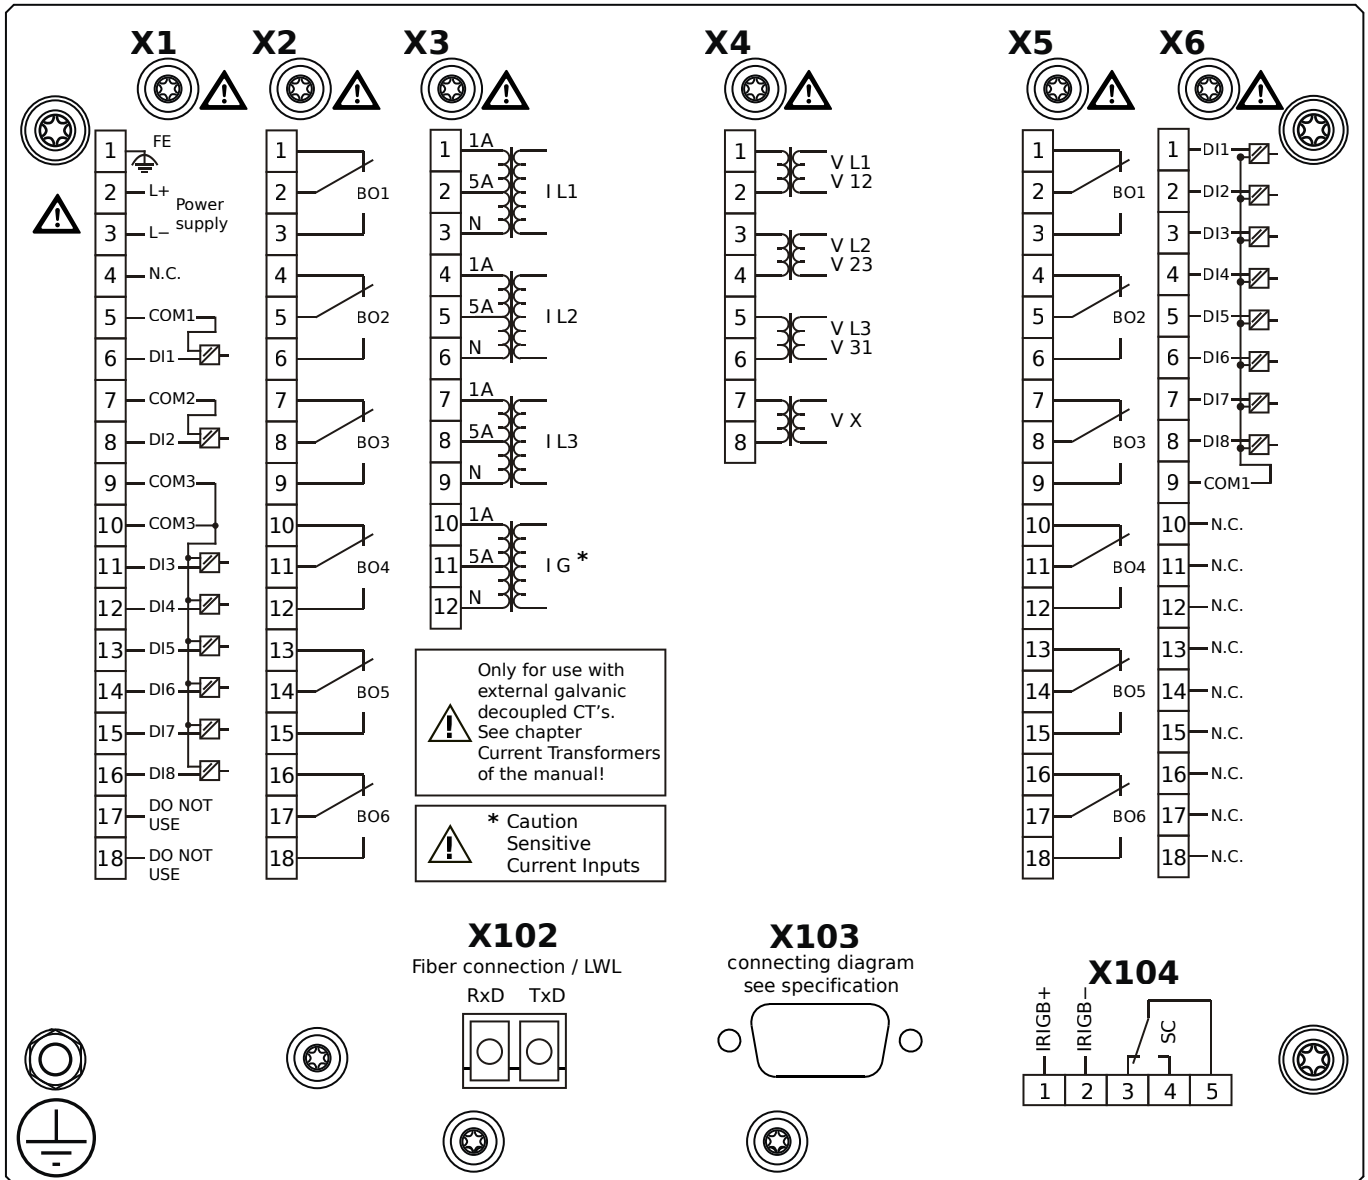 X1 X2 X3 X4 X5 X6
1 FE
2 L+
Power
supply
3 L−
4 N.C.
5 COM1
6 DI1
7 COM2
8 DI2
9 COM3
10 COM3
11 DI3
12 DI4
13 DI5
14 DI6
15 DI7
16 DI8
17 DO NOT
USE
18 DO NOT
USE
1
2 BO1
3
4
5 BO2
6
7
8 BO3
9
10
11 BO4
12
13
14 BO5
15
16
17 BO6
18
1 1A
2 5A I L1
3 N
4 1A
5 5A I L2
6 N
7 1A
8 5A I L3
9 N
10 1A
11 5A I G *
12 N
Only for use with
external galvanic
decoupled CT's.
See chapter
Current Transformers
of the manual!
* Caution
Sensitive
Current Inputs
1 V L1
2 V 12
3 V L2
4 V 23
5 V L3
6 V 31
7 V X
8
1
2 BO1
3
4
5 BO2
6
7
8 BO3
9
10
11 BO4
12
13
14 BO5
15
16
17 BO6
18
1 DI1
2 DI2
3 DI3
4 DI4
5 DI5
6 DI6
7 DI7
8 DI8
9 COM1
10 N.C.
11 N.C.
12 N.C.
13 N.C.
14 N.C.
15 N.C.
16 N.C.
17 N.C.
18 N.C.
X102
Fiber connection / LWL
RxD TxD
X103
connecting diagram
see specification
X104
IRIGB+
IRIGB−
SC
1 2 3 4 5